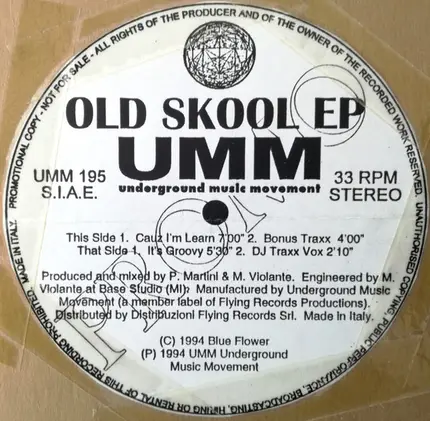 MADE IN ITALY. PROMOTIONAL COPY - NOT FOR SALE - ALL RIGHTS OF THE PRODUCER AND OF THE OWNER OF THE RECORDED WORK RESERVED. UNAUTHORISED COPYING, PUBLIC PERFORMANCE, BROADCASTING, HIRING OR RENTAL OF THIS RECORDING PROHIBITED.
OLD SKOOL EP
UMM
underground music movement
UMM 195
S.I.A.E.
33 RPM
STEREO
PROMO
This Side 1. Cauz I'm Learn 7'00" 2. Bonus Traxx 4'00"
That Side 1. It's Groovy 5'30" 2. DJ Traxx Vox 2'10"
Produced and mixed by P. Martini & M. Violante. Engineered by M.
Violante at Base Studio (MI). Manufactured by Underground Music
Movement (a member label of Flying Records Productions).
Distributed by Distribuzioni Flying Records Srl. Made in Italy.
(C) 1994 Blue Flower
(P) 1994 UMM Underground
Music Movement